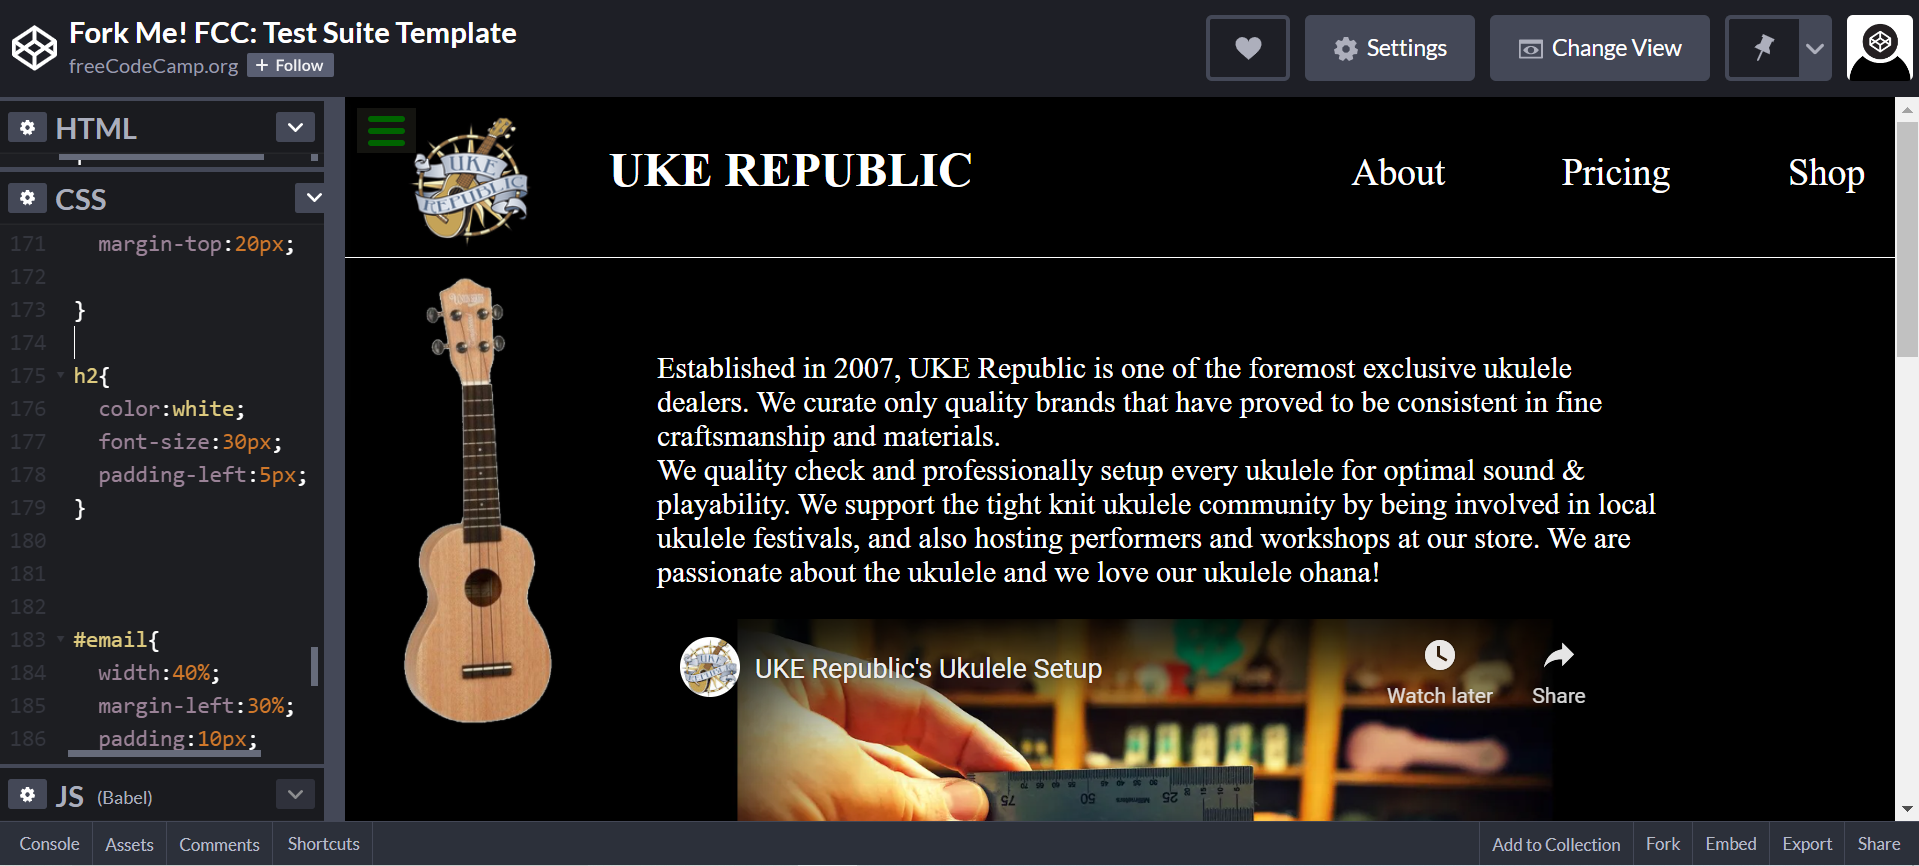 Fork Me! FCC: Test Suite Template
freeCodeCamp.org + Follow
Settings
Change View
HTML
CSS
171 margin-top:20px;
172
173 }
174
175 h2{
176 color:white;
177 font-size:30px;
178 padding-left:5px;
179 }
180
181
182
183 #email{
184 width:40%;
185 margin-left:30%;
186 padding:10px;
JS (Babel)
UKE
REPUBLIC
UKE REPUBLIC
About Pricing Shop
Established in 2007, UKE Republic is one of the foremost exclusive ukulele
dealers. We curate only quality brands that have proved to be consistent in fine
craftsmanship and materials.
We quality check and professionally setup every ukulele for optimal sound &
playability. We support the tight knit ukulele community by being involved in local
ukulele festivals, and also hosting performers and workshops at our store. We are
passionate about the ukulele and we love our ukulele ohana!
UKE Republic's Ukulele Setup
Watch later
Share
75 50 25
Console Assets Comments Shortcuts
Add to Collection Fork Embed Export Share